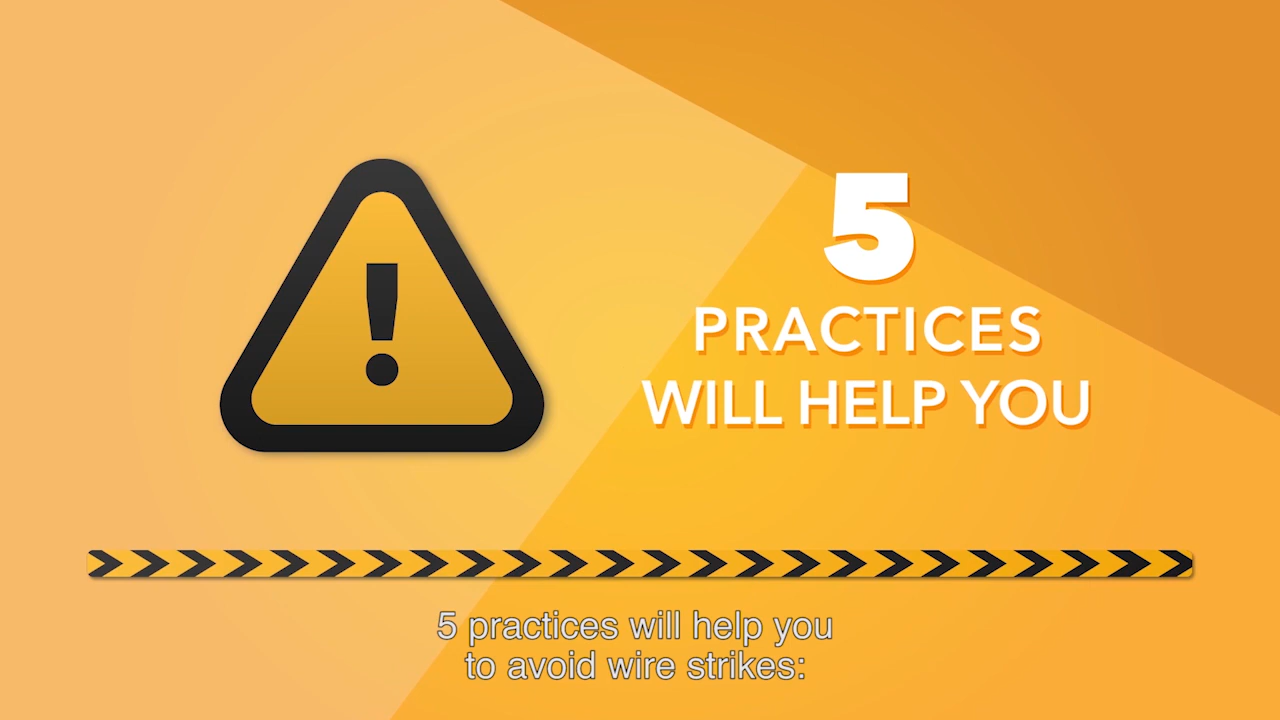 5
PRACTICES
WILL HELP YOU
5 practices will help you
to avoid wire strikes: